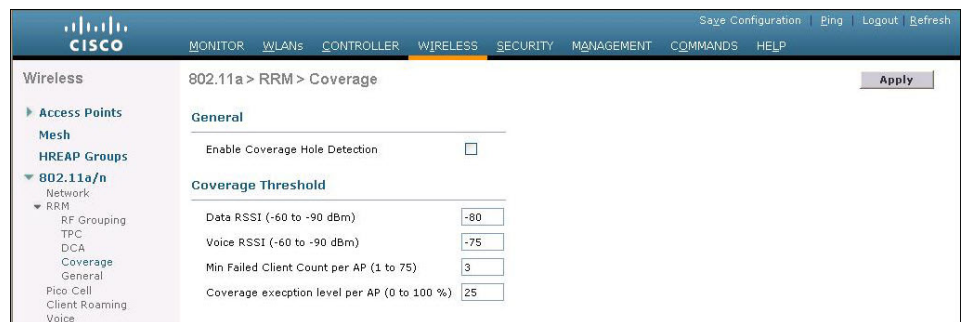 Save Configuration | Ping | Logout | Refresh
CISCO
MONITOR WLANs CONTROLLER WIRELESS SECURITY MANAGEMENT COMMANDS HELP
Wireless
802.11a > RRM > Coverage
Apply
Access Points
Mesh
HREAP Groups
802.11a/n
Network
RRM
RF Grouping
TPC
DCA
Coverage
General
Pico Cell
Client Roaming
Voice
General
Enable Coverage Hole Detection
Coverage Threshold
Data RSSI (-60 to -90 dBm) -80
Voice RSSI (-60 to -90 dBm) -75
Min Failed Client Count per AP (1 to 75) 3
Coverage execption level per AP (0 to 100 %) 25